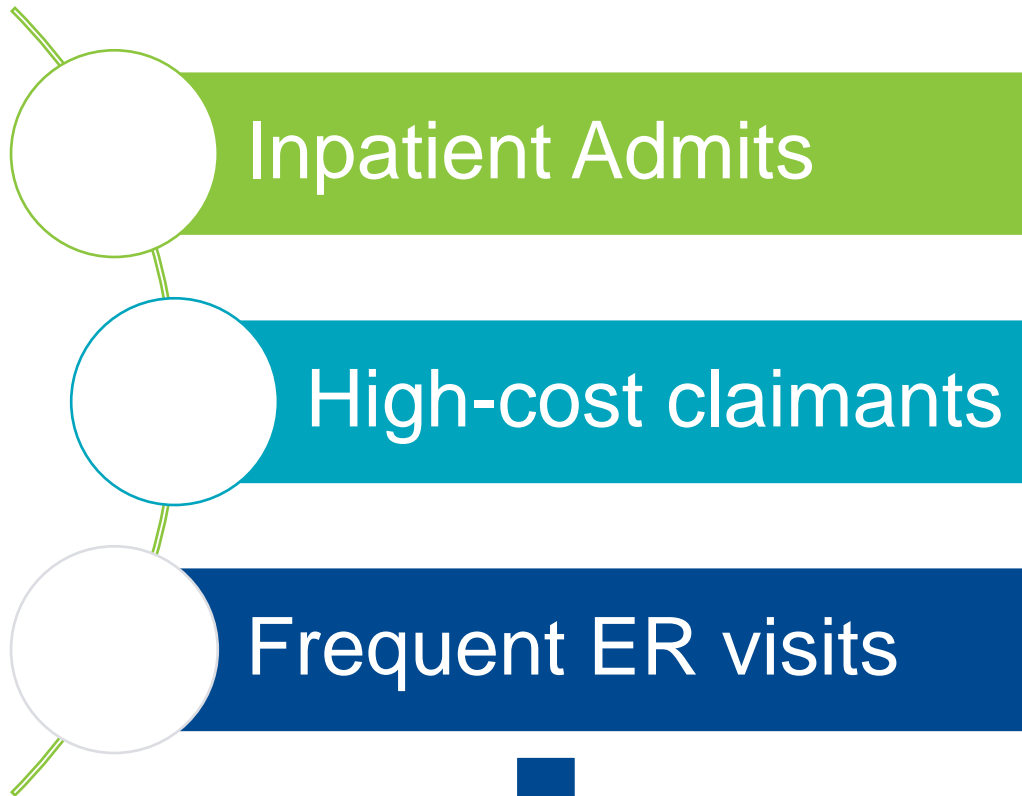 Inpatient Admits
High-cost claimants
Frequent ER visits